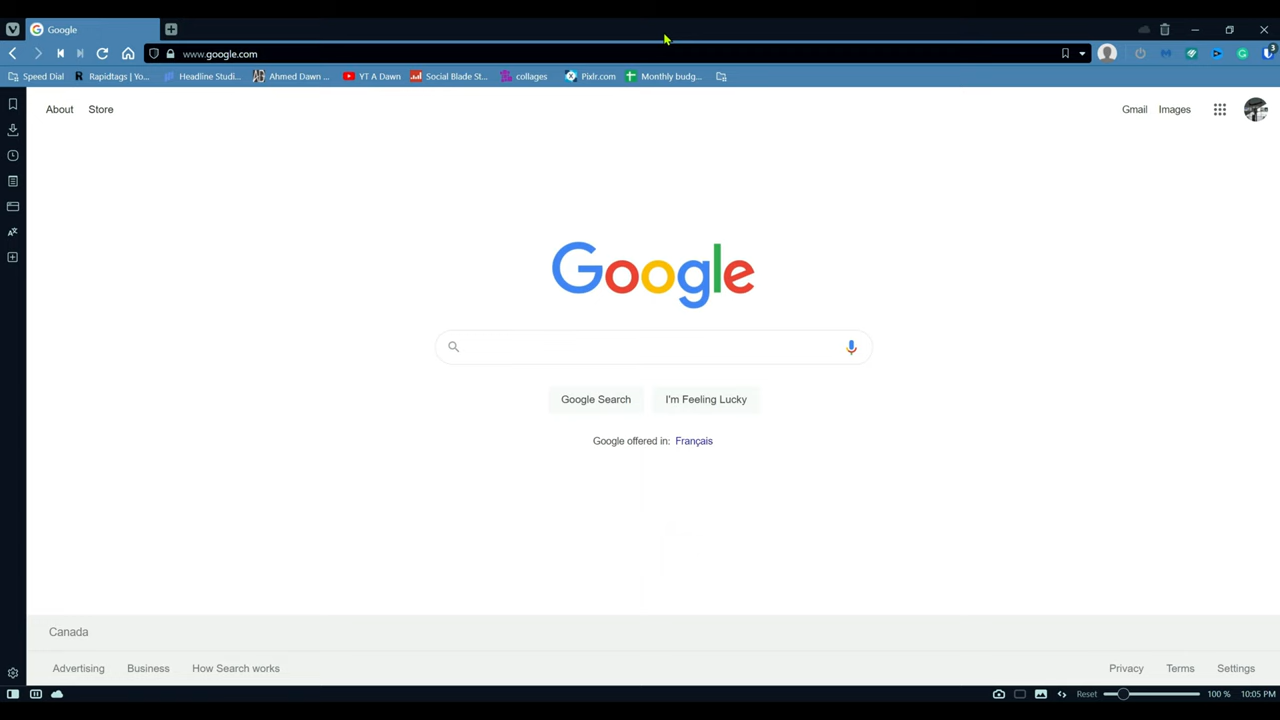 Google
www.google.com
Speed Dial Rapidtags | Yo... Headline Studi... Ahmed Dawn ... YT A Dawn Social Blade St... collages Pixlr.com Monthly budg...
About Store Gmail Images
Google
Google Search I'm Feeling Lucky
Google offered in: Français
Canada
Advertising Business How Search works Privacy Terms Settings
Reset 100 % 10:05 PM
3